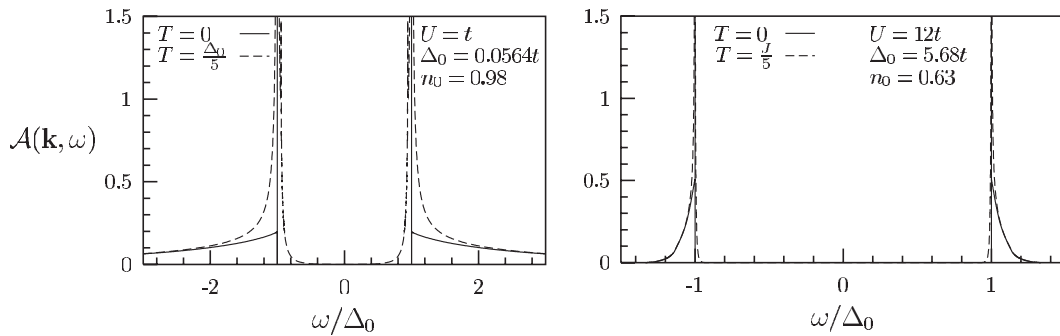 1.5
1
0.5
0
T = 0
T = Δ₀/5
U = t
Δ₀ = 0.0564t
n₀ = 0.98
𝒜(k, ω)
-2 0 2
ω/Δ₀
1.5
1
0.5
0
T = 0
T = J/5
U = 12t
Δ₀ = 5.68t
n₀ = 0.63
-1 0 1
ω/Δ₀